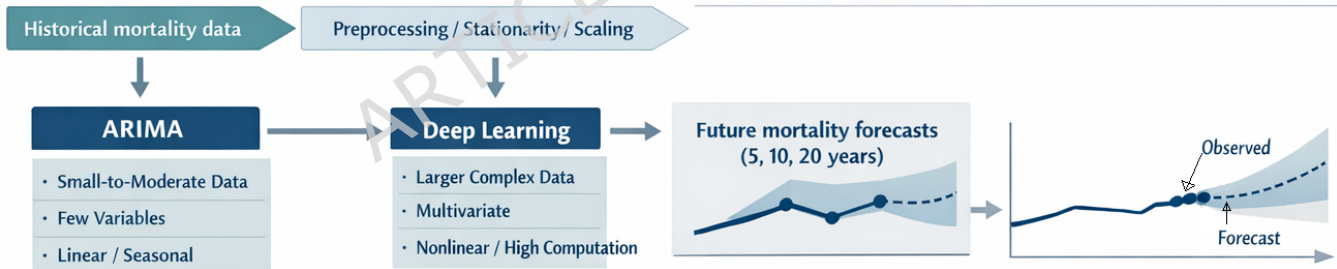 Historical mortality data
Preprocessing / Stationarity / Scaling
ARTICL
ARIMA
• Small-to-Moderate Data
• Few Variables
• Linear / Seasonal
Deep Learning
• Larger Complex Data
• Multivariate
• Nonlinear / High Computation
Future mortality forecasts
(5, 10, 20 years)
Observed
Forecast